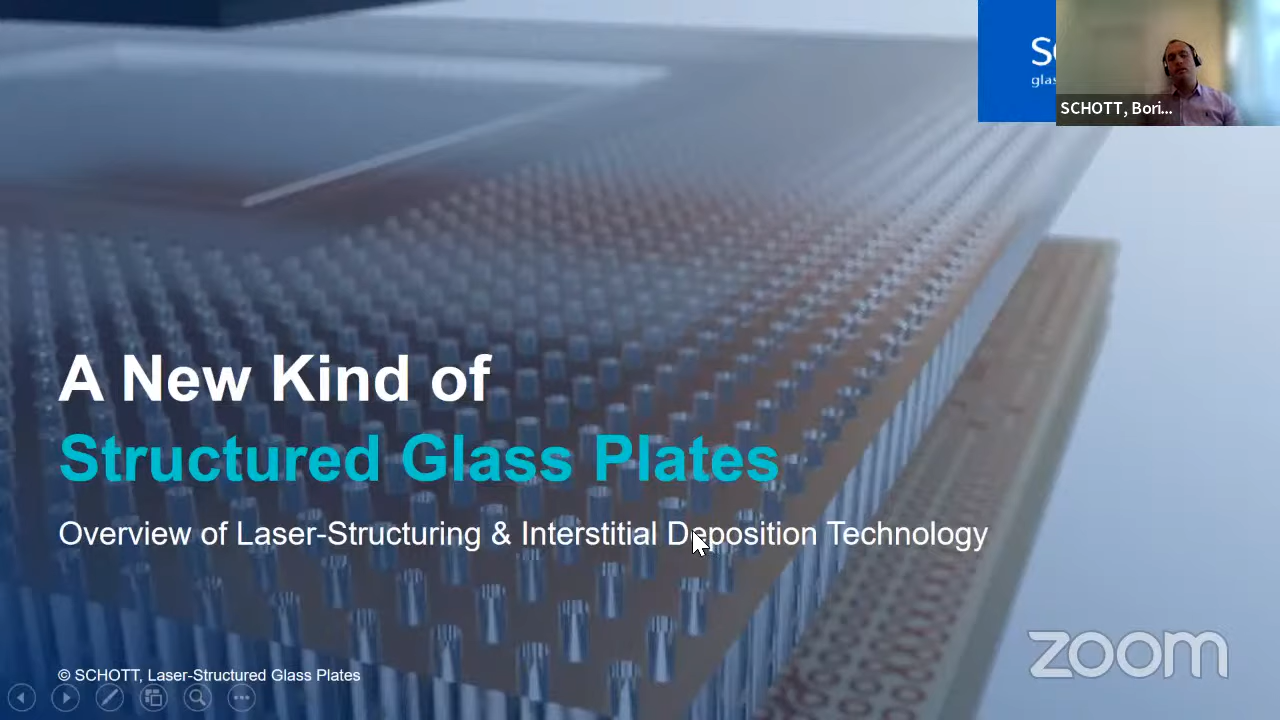 SCHOTT, Bori...
A New Kind of
Structured Glass Plates
Overview of Laser-Structuring & Interstitial Deposition Technology
© SCHOTT, Laser-Structured Glass Plates
zoom